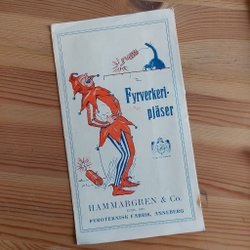 Fyrverkeri-
pjäser
HAMMARGREN & Co.
PYROTEKNISK FABRIK, ANNEBERG